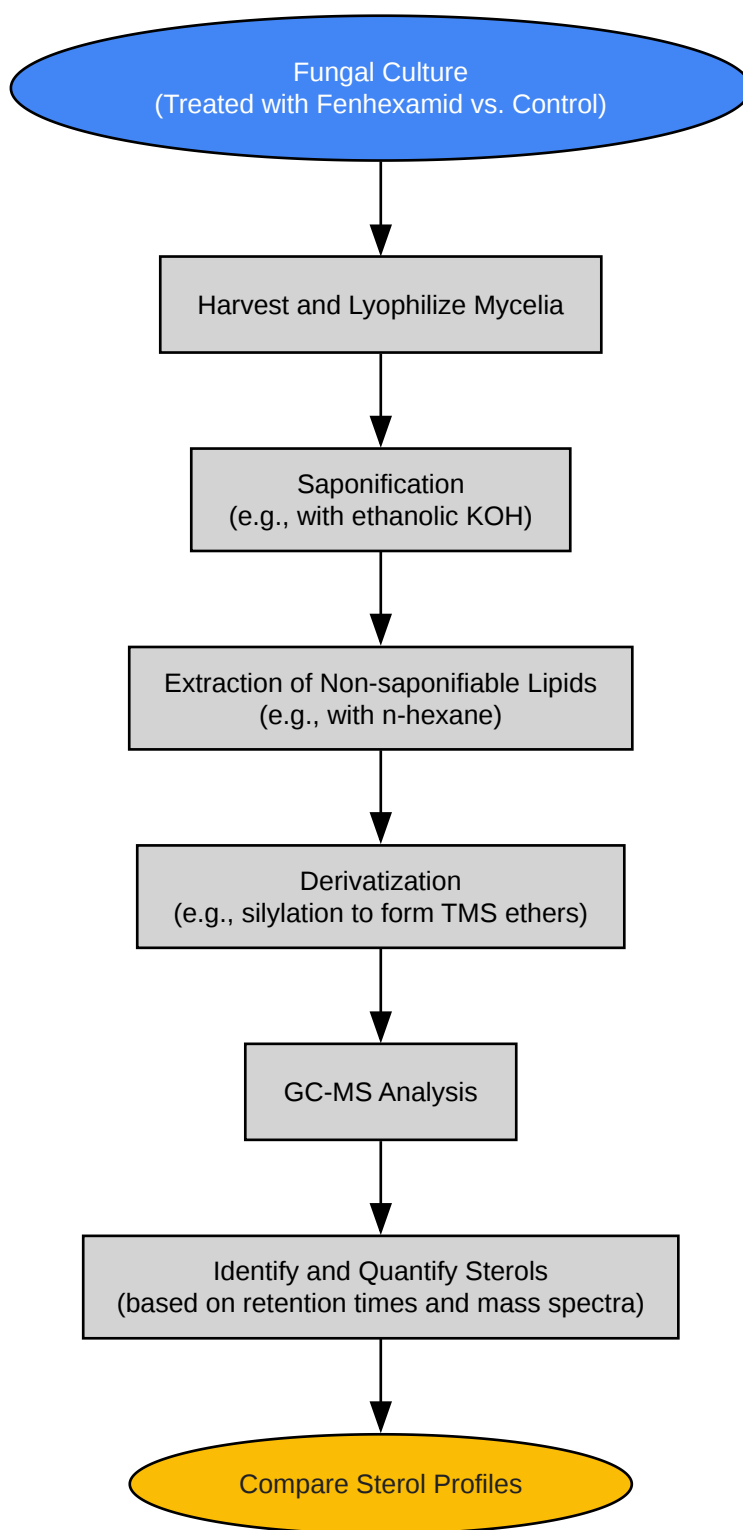 Fungal Culture
(Treated with Fenhexamid vs. Control)
Harvest and Lyophilize Mycelia
Saponification
(e.g., with ethanolic KOH)
Extraction of Non-saponifiable Lipids
(e.g., with n-hexane)
Derivatization
(e.g., silylation to form TMS ethers)
GC-MS Analysis
Identify and Quantify Sterols
(based on retention times and mass spectra)
Compare Sterol Profiles